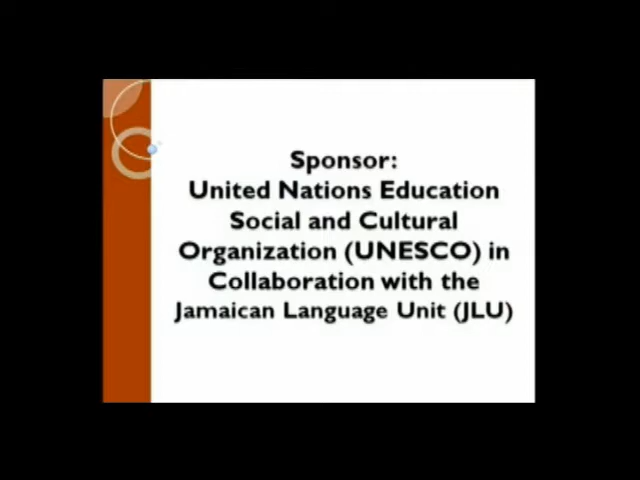 Sponsor:
United Nations Education
Social and Cultural
Organization (UNESCO) in
Collaboration with the
Jamaican Language Unit (JLU)